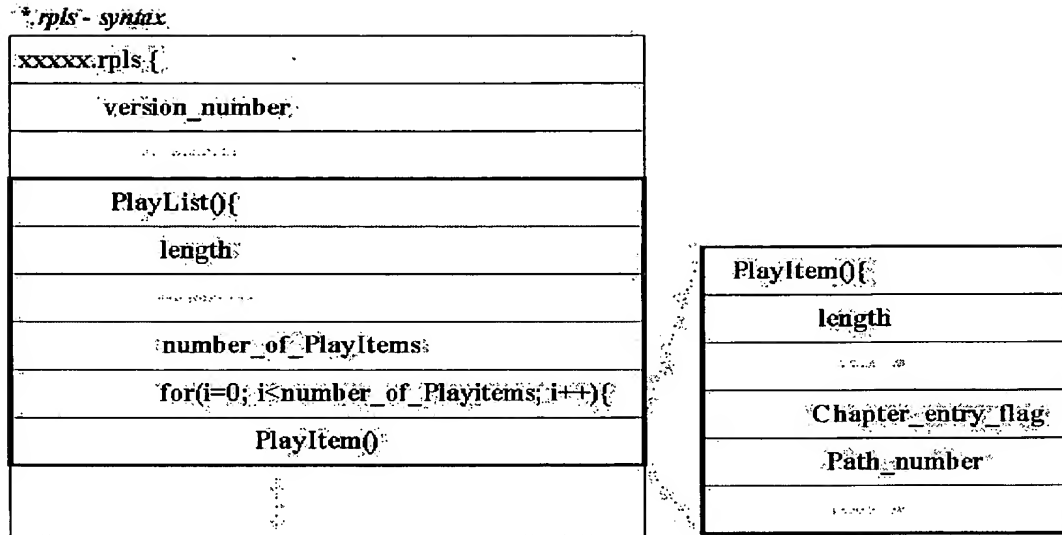 *.rpls - syntax
xxxxx.rpls {
version_number
PlayList(){
length
number_of_PlayItems
for(i=0; i<number_of_Playitems; i++){
PlayItem()
PlayItem(){
length
Chapter_entry_flag
Path_number